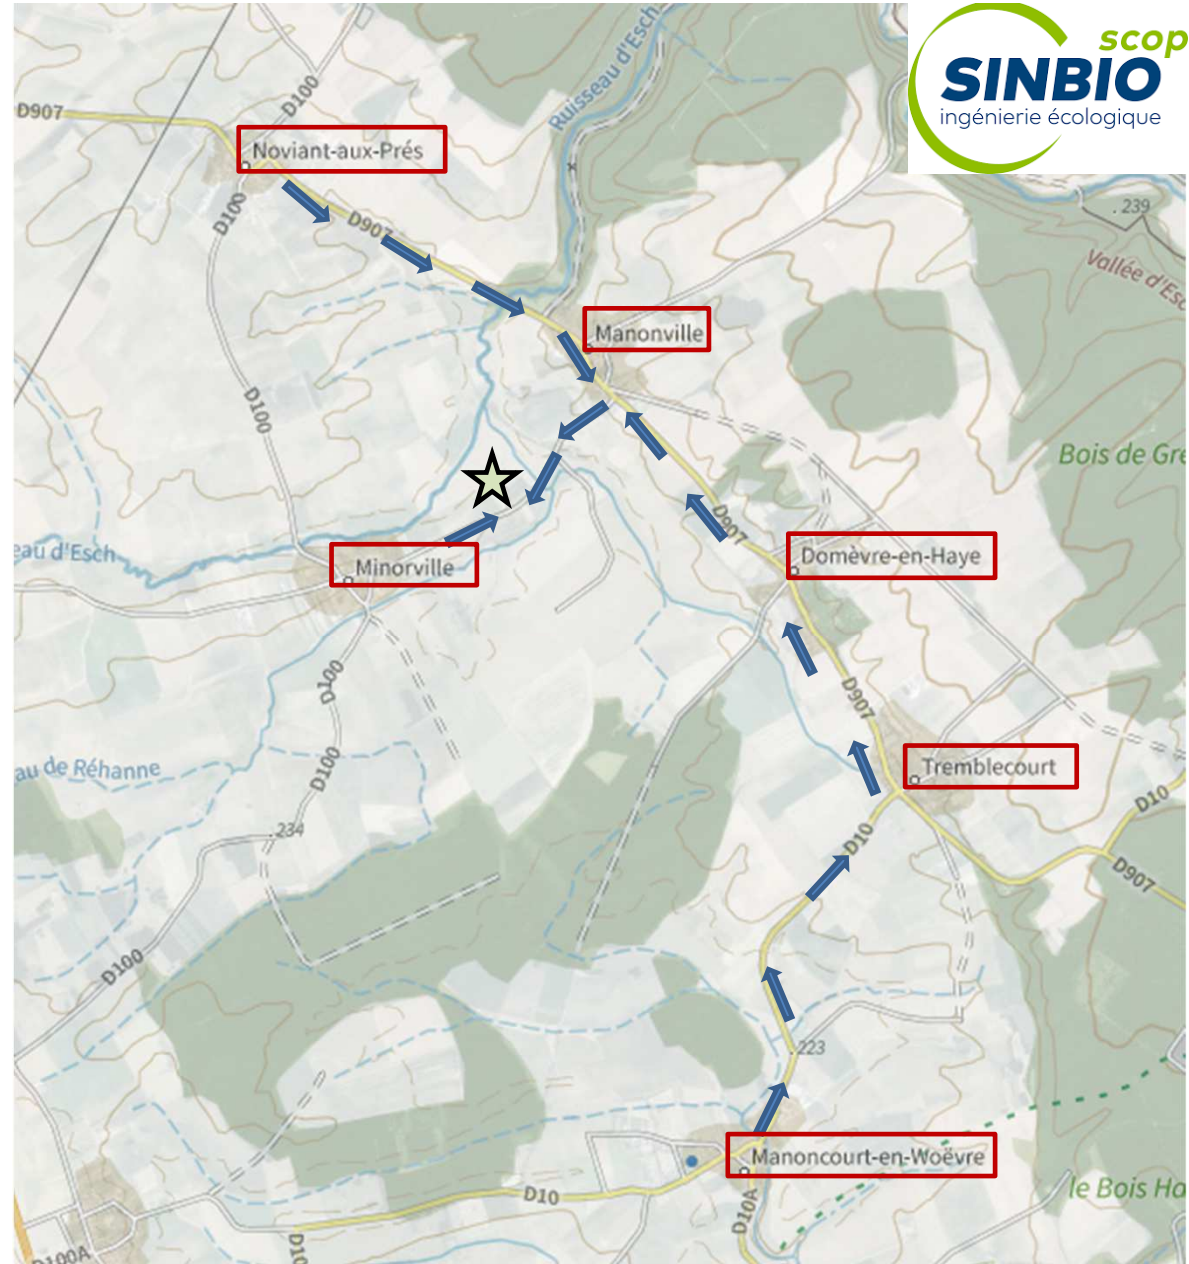 scop
SINBIO
ingénierie écologique
D907
D100
Ruisseau d'Esch
Noviant-aux-Prés
D100
D907
. 239
Vallée d'Esc
Manonville
D100
Bois de Gre
D907
eau d'Esch
Minorville
Domèvre-en-Haye
D100
D907
au de Réhanne
D100
Tremblecourt
D10
. 234
D10
D907
D100
. 223
Manoncourt-en-Woëvre
le Bois Ha
D10
D10A
D10
D100A